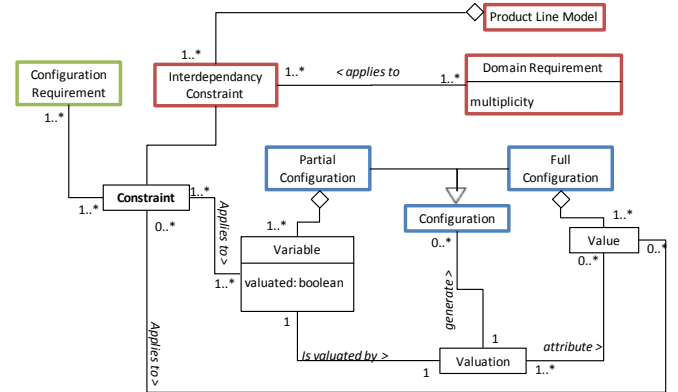 Product Line Model
1..*
Configuration
Requirement
Interdependancy
Constraint
1..*
< applies to
1..*
Domain Requirement
multiplicity
1..*
Partial
Configuration
Full
Configuration
Constraint
1..*
1..*
0..*
Applies to >
Configuration
1..*
1..*
0..*
Value
0..*
0..*
Variable
valuated: boolean
1..*
generate >
1
1
Applies to >
Is valuated by >
1
Valuation
attribute >
1..*